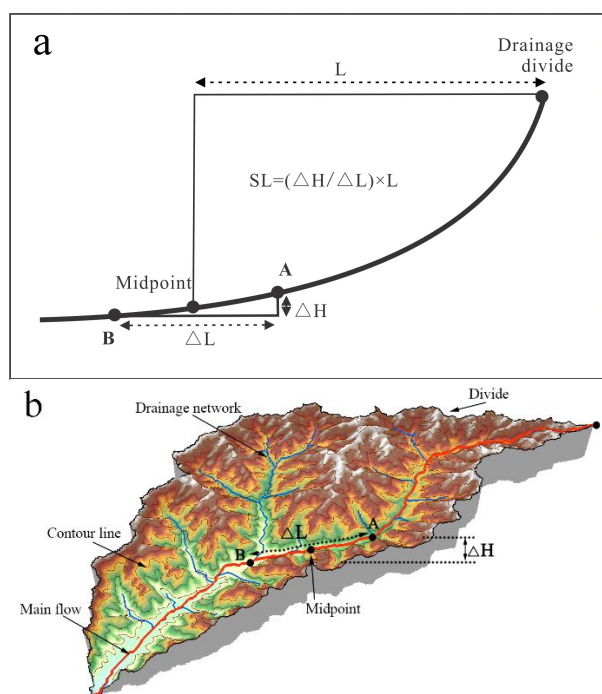 a
Drainage
divide
L
SL=(△H/△L)×L
A
Midpoint
△H
B
△L
b
Divide
Drainage network
Contour line
△L
A
B
△H
Midpoint
Main flow